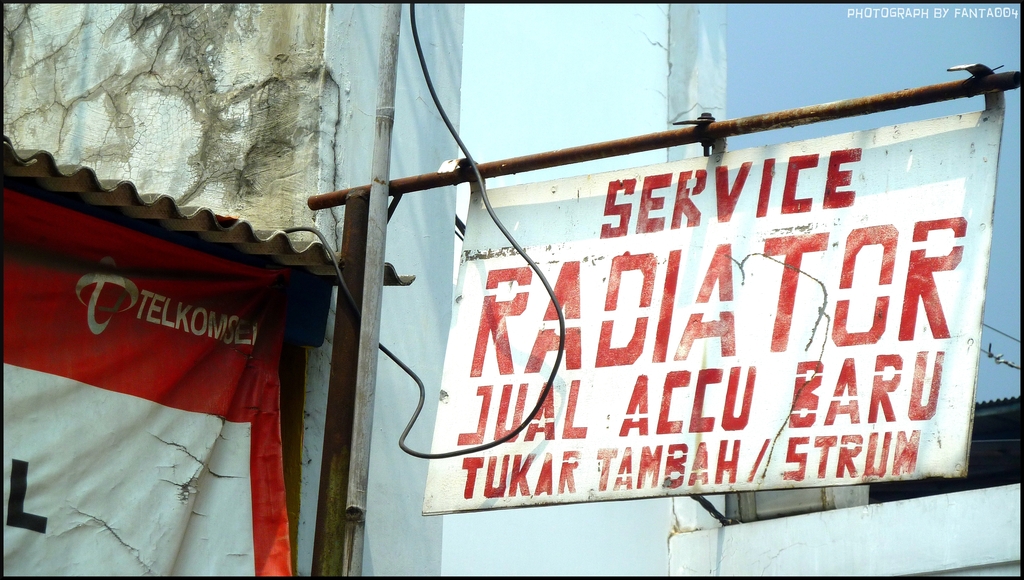 PHOTOGRAPH BY FANTA004
SERVICE
RADIATOR
JUAL ACCU BARU
TUKAR TAMBAH / STRUM
TELKOMSEL
L